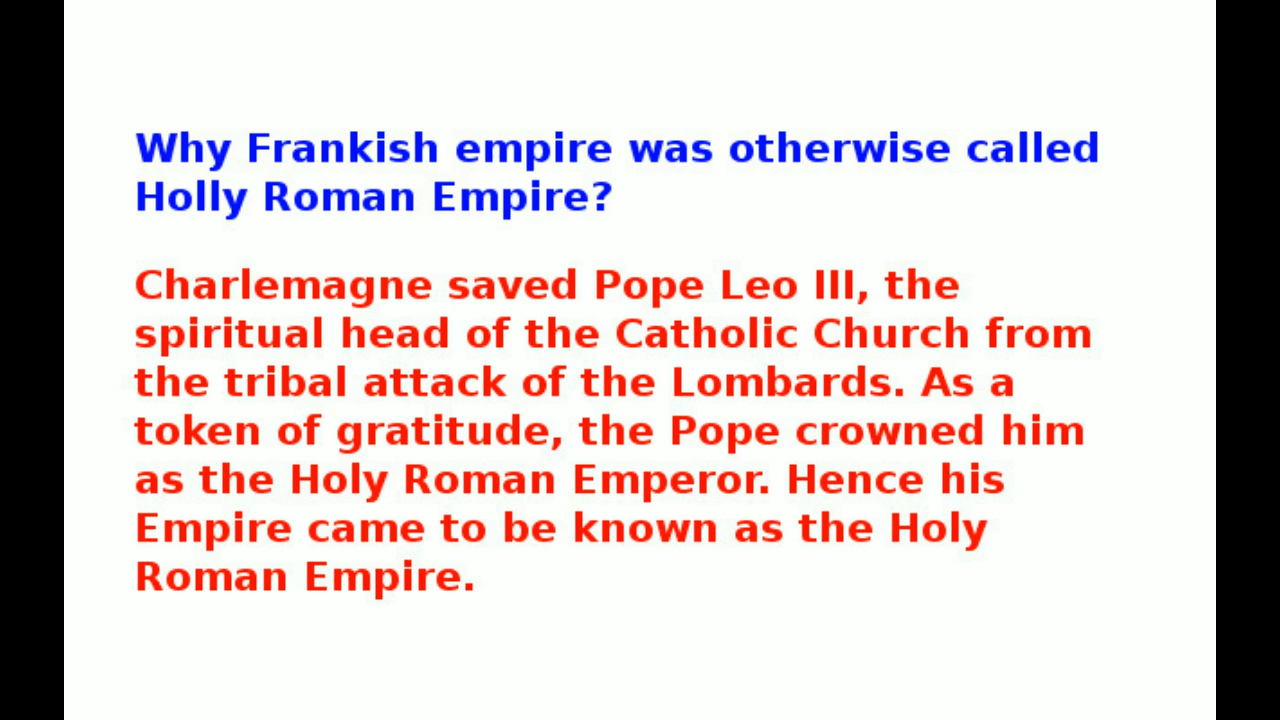 Why Frankish empire was otherwise called
Holly Roman Empire?
Charlemagne saved Pope Leo III, the
spiritual head of the Catholic Church from
the tribal attack of the Lombards. As a
token of gratitude, the Pope crowned him
as the Holy Roman Emperor. Hence his
Empire came to be known as the Holy
Roman Empire.